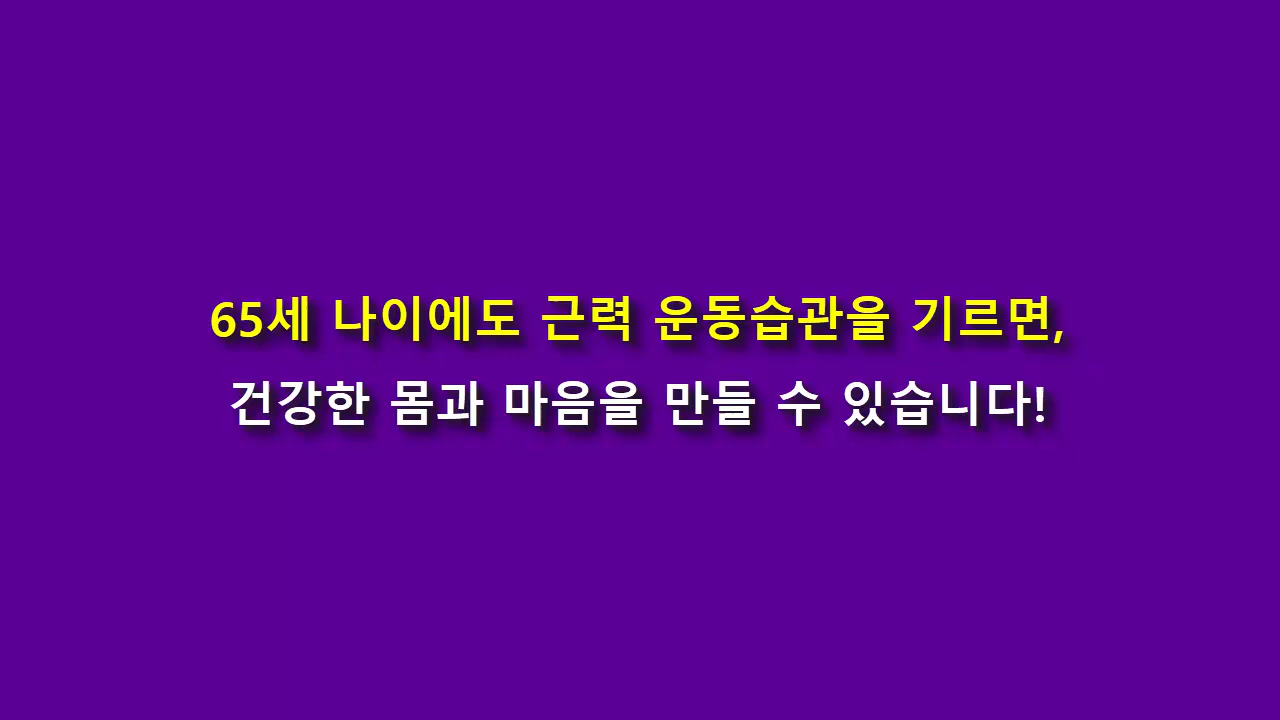 65세 나이에도 근력 운동습관을 기르면,
건강한 몸과 마음을 만들 수 있습니다!